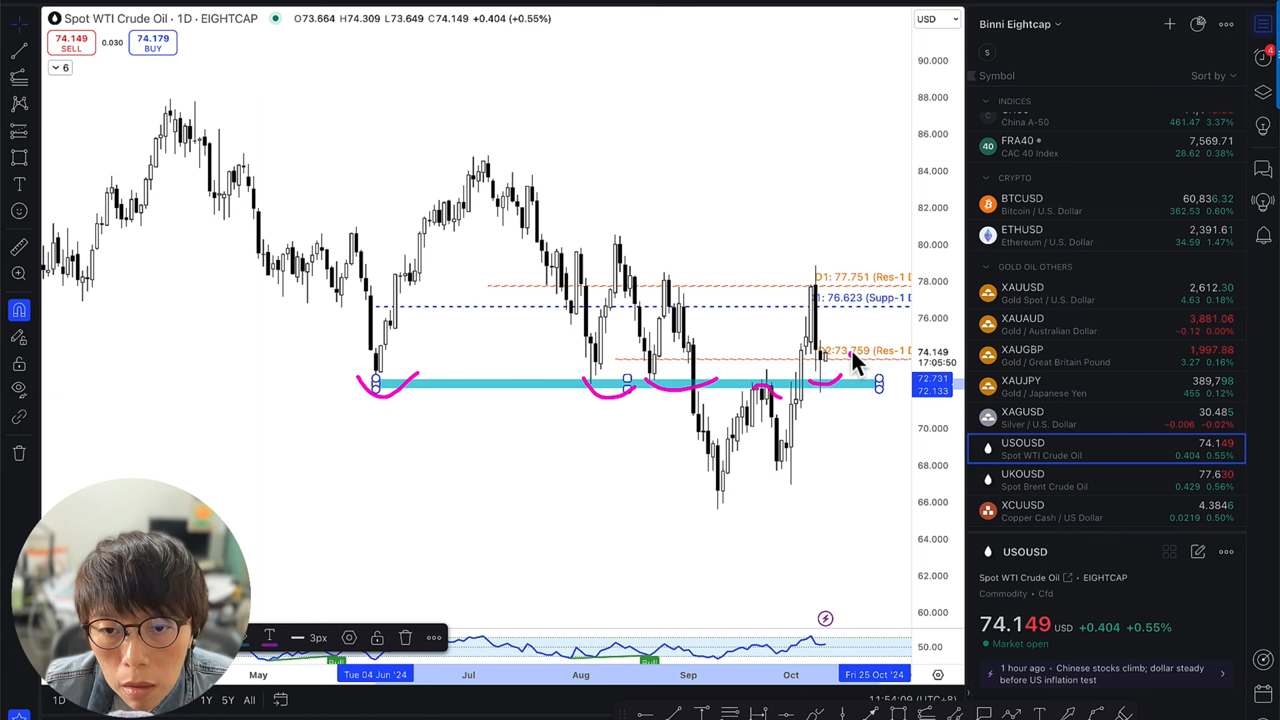 Spot WTI Crude Oil · 1D · EIGHTCAP
O73.664 H74.309 L73.649 C74.149 +0.404 (+0.55%)
USD
74.149
SELL
0.030
74.179
BUY
6
90.000
88.000
86.000
84.000
82.000
80.000
78.000
76.000
74.149
17:05:50
72.731
72.133
70.000
68.000
66.000
64.000
62.000
60.000
50.00
D1: 77.751 (Res-1 D
1: 76.623 (Supp-1 D
2:73.759 (Res-1 D
3px
Bull
Bull
May
Tue 04 Jun '24
Jul
Aug
Sep
Oct
Fri 25 Oct '24
1D
1Y
5Y
All
Binni Eightcap
S
Symbol
Sort by
INDICES
China A-50
461.47 3.37%
40
FRA40
7,569.71
CAC 40 Index
28.62 0.38%
CRYPTO
BTCUSD
60,836.32
Bitcoin / U.S. Dollar
362.53 0.60%
ETHUSD
2,391.61
Ethereum / U.S. Dollar
34.59 1.47%
GOLD OIL OTHERS
XAUUSD
2,612.30
Gold Spot / U.S. Dollar
4.63 0.18%
XAUAUD
3,881.06
Gold / Australian Dollar
−0.12 0.00%
XAUGBP
1,997.88
Gold / Great Britain Pound
3.27 0.16%
XAUJPY
389,798
Gold / Japanese Yen
455 0.12%
XAGUSD
30.485
Silver / U.S. Dollar
−0.006 −0.02%
USOUSD
74.149
Spot WTI Crude Oil
0.404 0.55%
UKOUSD
77.630
Spot Brent Crude Oil
0.429 0.56%
XCUUSD
4.3846
Copper Cash / US Dollar
0.0219 0.50%
4
USOUSD
Spot WTI Crude Oil · EIGHTCAP
Commodity · Cfd
74.149 USD +0.404 +0.55%
Market open
1 hour ago · Chinese stocks climb; dollar steady
before US inflation test